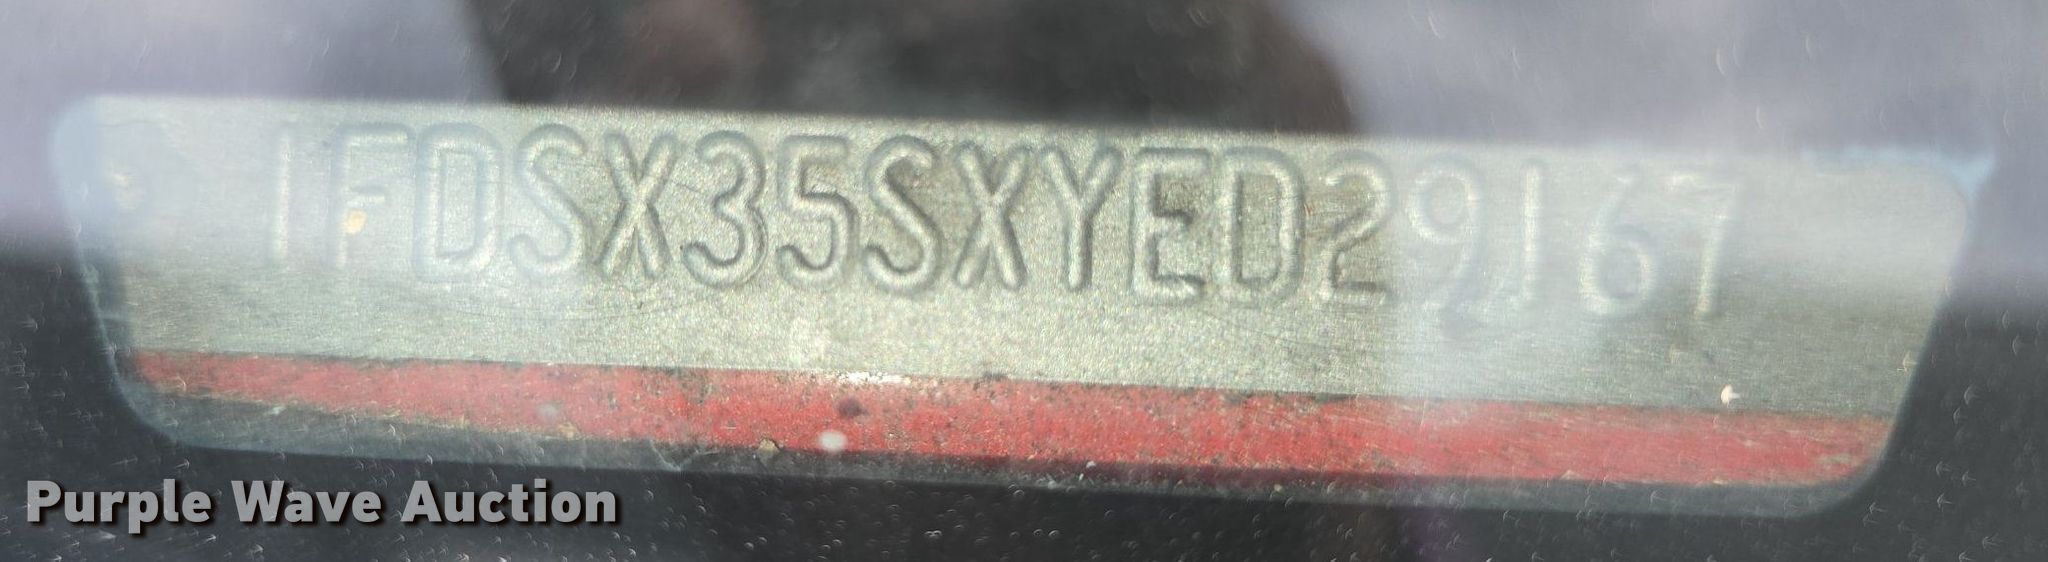 1FDSX35SXYED29167
Purple Wave Auction